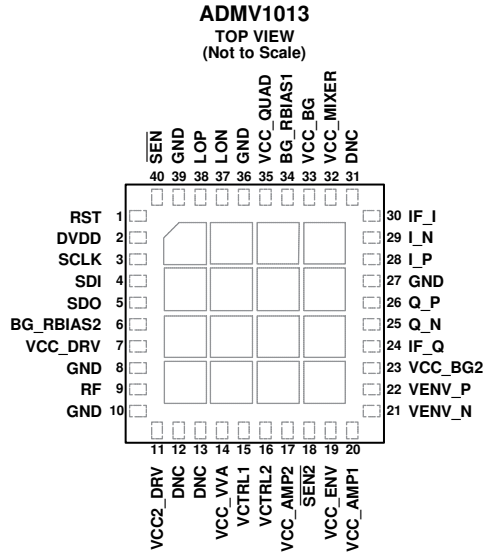 ADMV1013
TOP VIEW
(Not to Scale)
SEN GND LOP LON GND VCC_QUAD BG_RBIAS1 VCC_BG VCC_MIXER DNC
40 39 38 37 36 35 34 33 32 31
RST 1
DVDD 2
SCLK 3
SDI 4
SDO 5
BG_RBIAS2 6
VCC_DRV 7
GND 8
RF 9
GND 10
30 IF_I
29 I_N
28 I_P
27 GND
26 Q_P
25 Q_N
24 IF_Q
23 VCC_BG2
22 VENV_P
21 VENV_N
11 12 13 14 15 16 17 18 19 20
VCC2_DRV DNC DNC VCC_VVA VCTRL1 VCTRL2 VCC_AMP2 SEN2 VCC_ENV VCC_AMP1